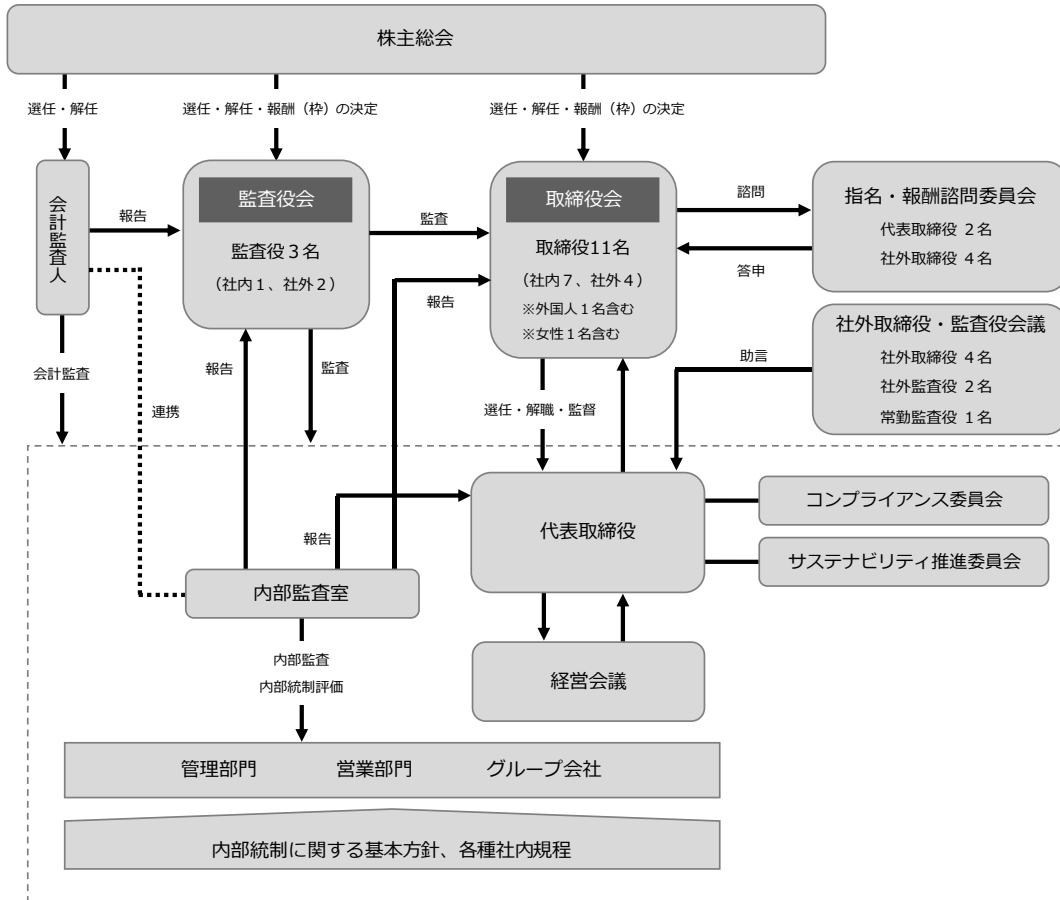 株主総会
選任・解任
選任・解任・報酬（枠）の決定
選任・解任・報酬（枠）の決定
会計監査人
報告
監査役会
監査役３名
（社内１、社外２）
監査
取締役会
取締役11名
（社内７、社外４）
※外国人１名含む
※女性１名含む
諮問
答申
指名・報酬諮問委員会
代表取締役 ２名
社外取締役 ４名
社外取締役・監査役会議
社外取締役 ４名
社外監査役 ２名
常勤監査役 １名
助言
報告
会計監査
連携
報告
監査
選任・解職・監督
代表取締役
コンプライアンス委員会
サステナビリティ推進委員会
報告
内部監査室
内部監査
内部統制評価
経営会議
管理部門
営業部門
グループ会社
内部統制に関する基本方針、各種社内規程